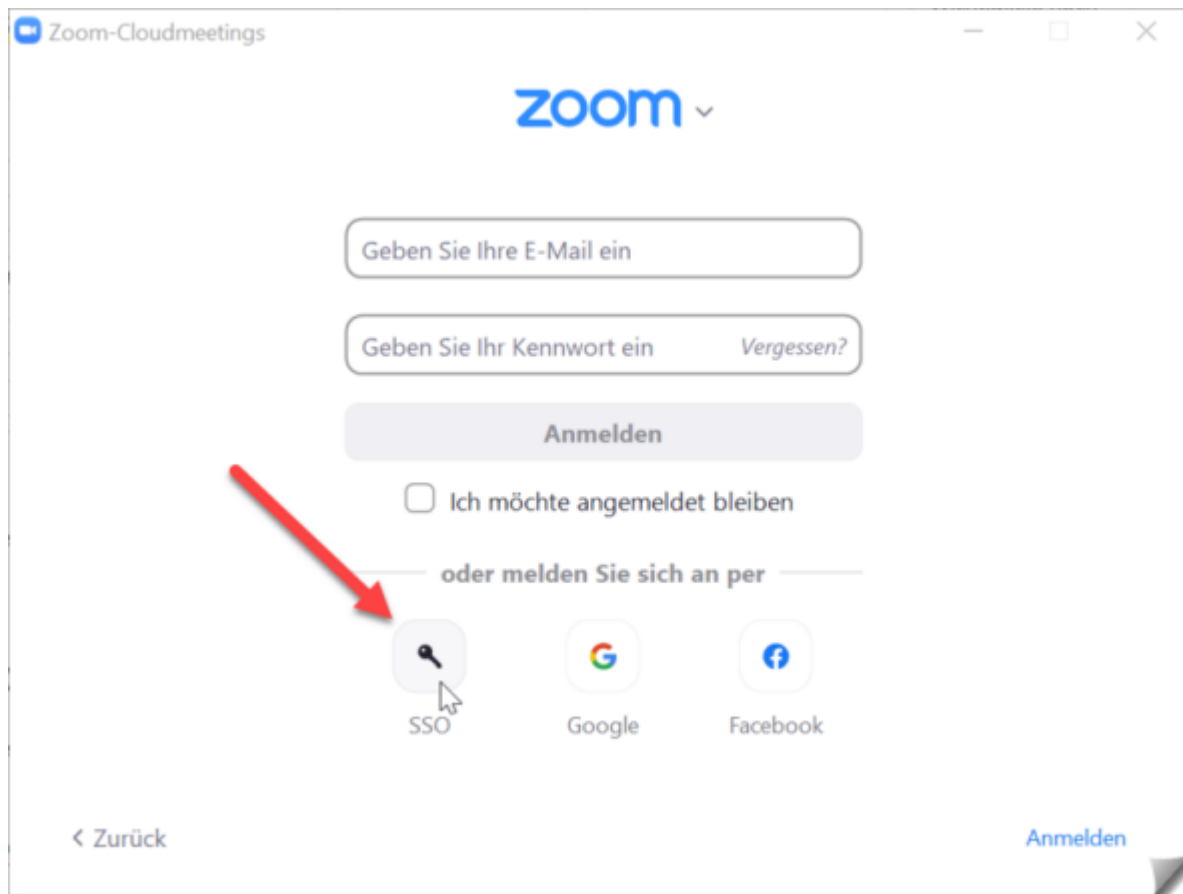 Zoom-Cloudmeetings
zoom
Geben Sie Ihre E-Mail ein
Geben Sie Ihr Kennwort ein Vergessen?
Anmelden
Ich möchte angemeldet bleiben
oder melden Sie sich an per
SSO Google Facebook
Zurück Anmelden